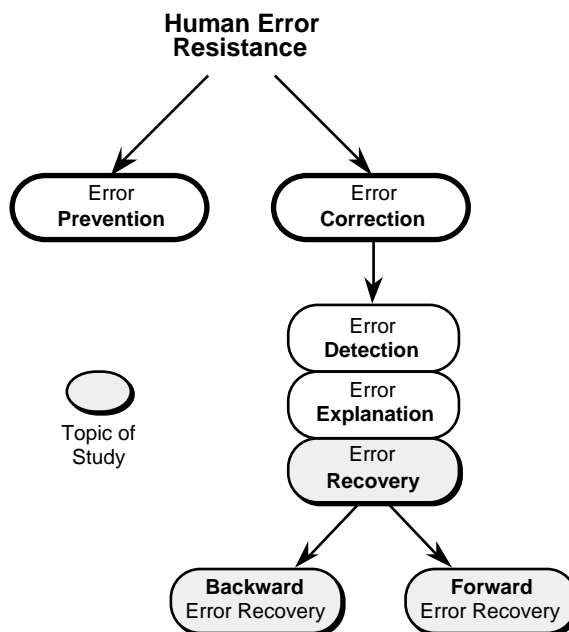 Human Error
Resistance
Error
Prevention
Error
Correction
Error
Detection
Error
Explanation
Error
Recovery
Topic of
Study
Backward
Error Recovery
Forward
Error Recovery